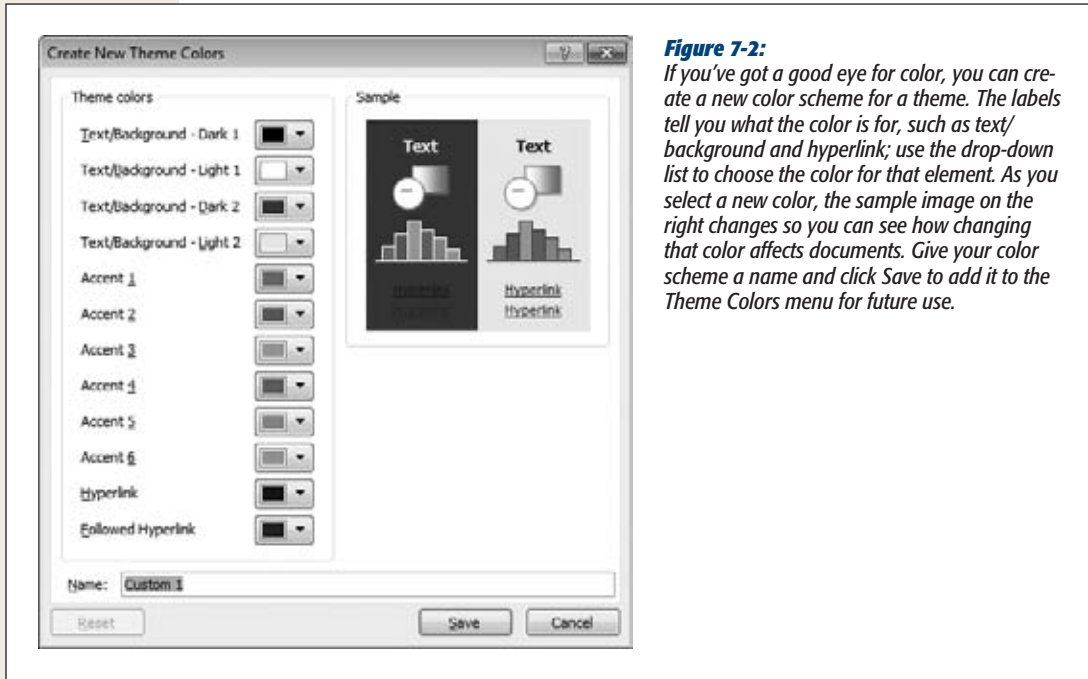 Create New Theme Colors
Theme colors
Text/Background - Dark 1
Text/Background - Light 1
Text/Background - Dark 2
Text/Background - Light 2
Accent 1
Accent 2
Accent 3
Accent 4
Accent 5
Accent 6
Hyperlink
Followed Hyperlink
Sample
Text Text
Hyperlink Hyperlink
Hyperlink Hyperlink
Name: Custom 1
Reset Save Cancel
Figure 7-2:
If you've got a good eye for color, you can cre-
ate a new color scheme for a theme. The labels
tell you what the color is for, such as text/
background and hyperlink; use the drop-down
list to choose the color for that element. As you
select a new color, the sample image on the
right changes so you can see how changing
that color affects documents. Give your color
scheme a name and click Save to add it to the
Theme Colors menu for future use.